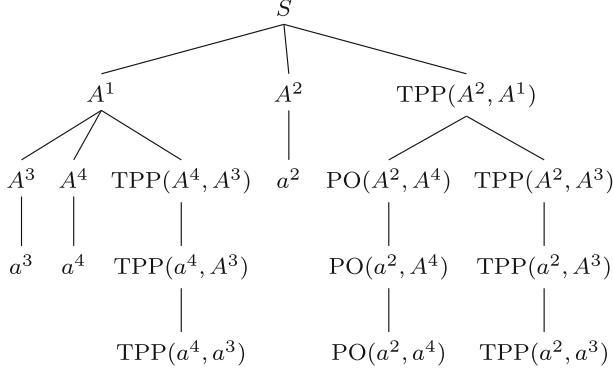 S
A¹ A² TPP(A², A¹)
A³ A⁴ TPP(A⁴, A³) a² PO(A², A⁴) TPP(A², A³)
a³ a⁴ TPP(a⁴, A³) PO(a², A⁴) TPP(a², A³)
TPP(a⁴, a³) PO(a², a⁴) TPP(a², a³)